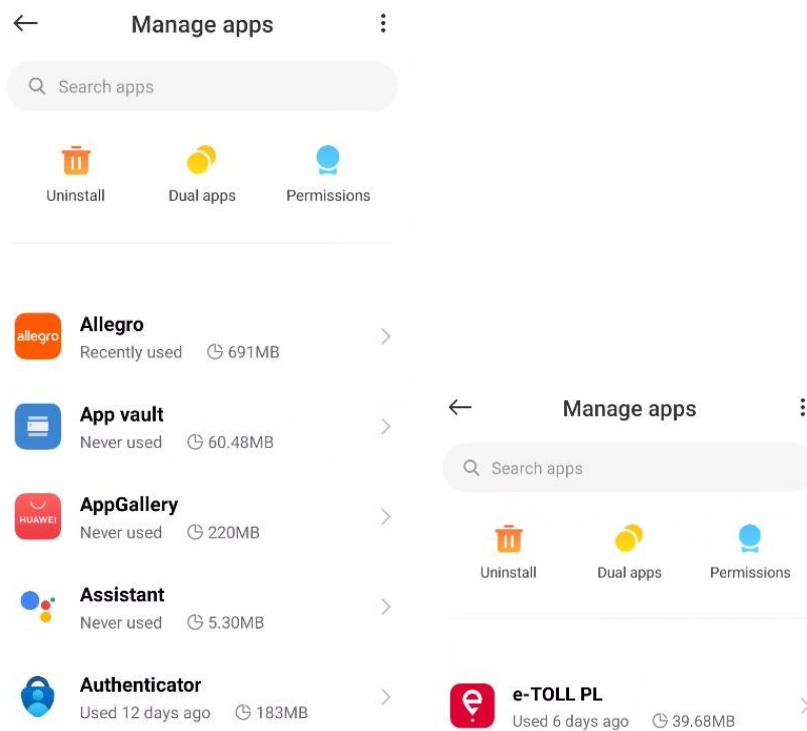 Manage apps
Search apps
Uninstall Dual apps Permissions
allegro
Allegro
Recently used 691MB
App vault
Never used 60.48MB
HUAWEI
AppGallery
Never used 220MB
Assistant
Never used 5.30MB
Authenticator
Used 12 days ago 183MB
Manage apps
Search apps
Uninstall Dual apps Permissions
e
e-TOLL PL
Used 6 days ago 39.68MB